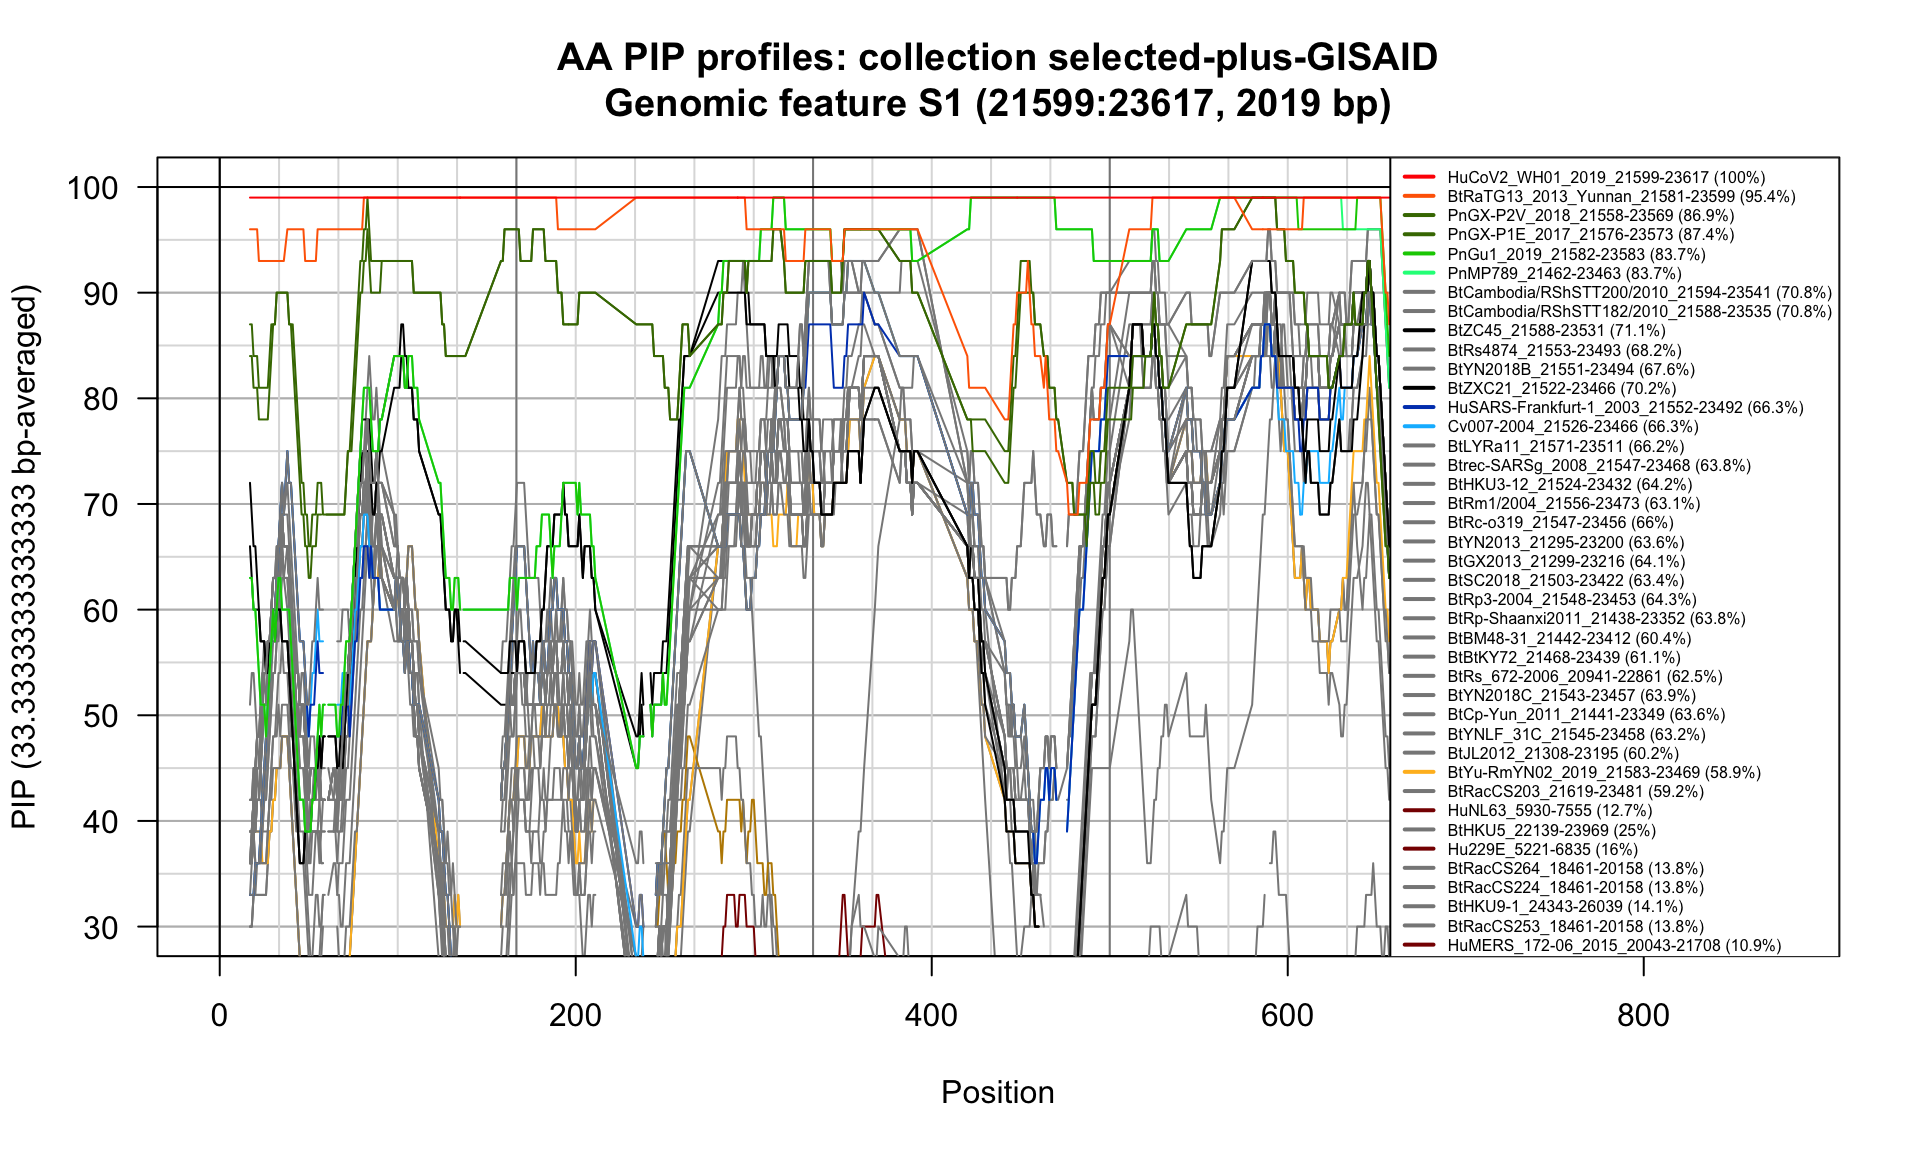 AA PIP profiles: collection selected-plus-GISAID
Genomic feature S1 (21599:23617, 2019 bp)
PIP (33.3333333333333 bp-averaged)
100
90
80
70
60
50
40
30
0
200
400
600
800
Position
HuCoV2_WH01_2019_21599-23617 (100%)
BtRaTG13_2013_Yunnan_21581-23599 (95.4%)
PnGX-P2V_2018_21558-23569 (86.9%)
PnGX-P1E_2017_21576-23573 (87.4%)
PnGu1_2019_21582-23583 (83.7%)
PnMP789_21462-23463 (83.7%)
BtCambodia/RShSTT200/2010_21594-23541 (70.8%)
BtCambodia/RShSTT182/2010_21588-23535 (70.8%)
BtZC45_21588-23531 (71.1%)
BtRs4874_21553-23493 (68.2%)
BtYN2018B_21551-23494 (67.6%)
BtZXC21_21522-23466 (70.2%)
HuSARS-Frankfurt-1_2003_21552-23492 (66.3%)
Cv007-2004_21526-23466 (66.3%)
BtLYRa11_21571-23511 (66.2%)
Btrec-SARSg_2008_21547-23468 (63.8%)
BtHKU3-12_21524-23432 (64.2%)
BtRm1/2004_21556-23473 (63.1%)
BtRc-o319_21547-23456 (66%)
BtYN2013_21295-23200 (63.6%)
BtGX2013_21299-23216 (64.1%)
BtSC2018_21503-23422 (63.4%)
BtRp3-2004_21548-23453 (64.3%)
BtRp-Shaanxi2011_21438-23352 (63.8%)
BtBM48-31_21442-23412 (60.4%)
BtBtKY72_21468-23439 (61.1%)
BtRs_672-2006_20941-22861 (62.5%)
BtYN2018C_21543-23457 (63.9%)
BtCp-Yun_2011_21441-23349 (63.6%)
BtYNLF_31C_21545-23458 (63.2%)
BtJL2012_21308-23195 (60.2%)
BtYu-RmYN02_2019_21583-23469 (58.9%)
BtRacCS203_21619-23481 (59.2%)
HuNL63_5930-7555 (12.7%)
BtHKU5_22139-23969 (25%)
Hu229E_5221-6835 (16%)
BtRacCS264_18461-20158 (13.8%)
BtRacCS224_18461-20158 (13.8%)
BtHKU9-1_24343-26039 (14.1%)
BtRacCS253_18461-20158 (13.8%)
HuMERS_172-06_2015_20043-21708 (10.9%)